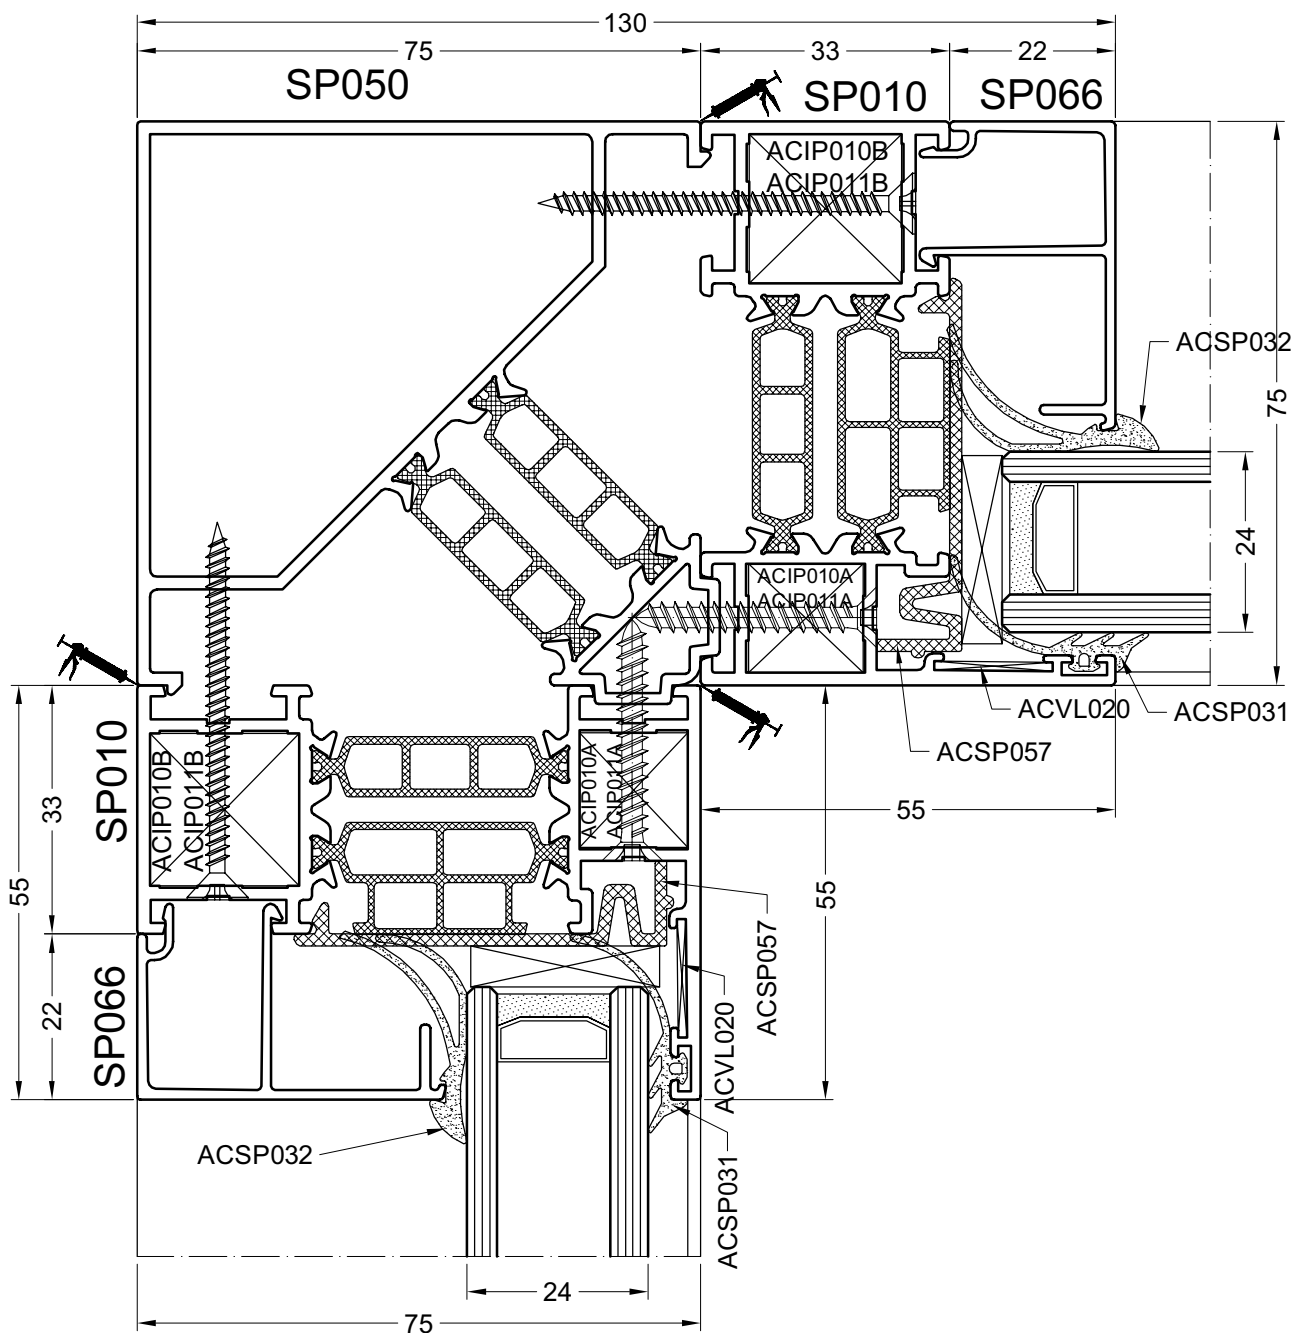 130
75
33
22
SP050
SP010
SP066
ACIP010B
ACIP011B
ACSP032
75
24
ACIP010A
ACIP011A
ACVL020
ACSP031
ACSP057
55
SP010
33
55
22
SP066
ACIP010B
ACIP011B
ACIP010A
ACIP011A
55
ACSP057
ACVL020
ACSP031
ACSP032
24
75